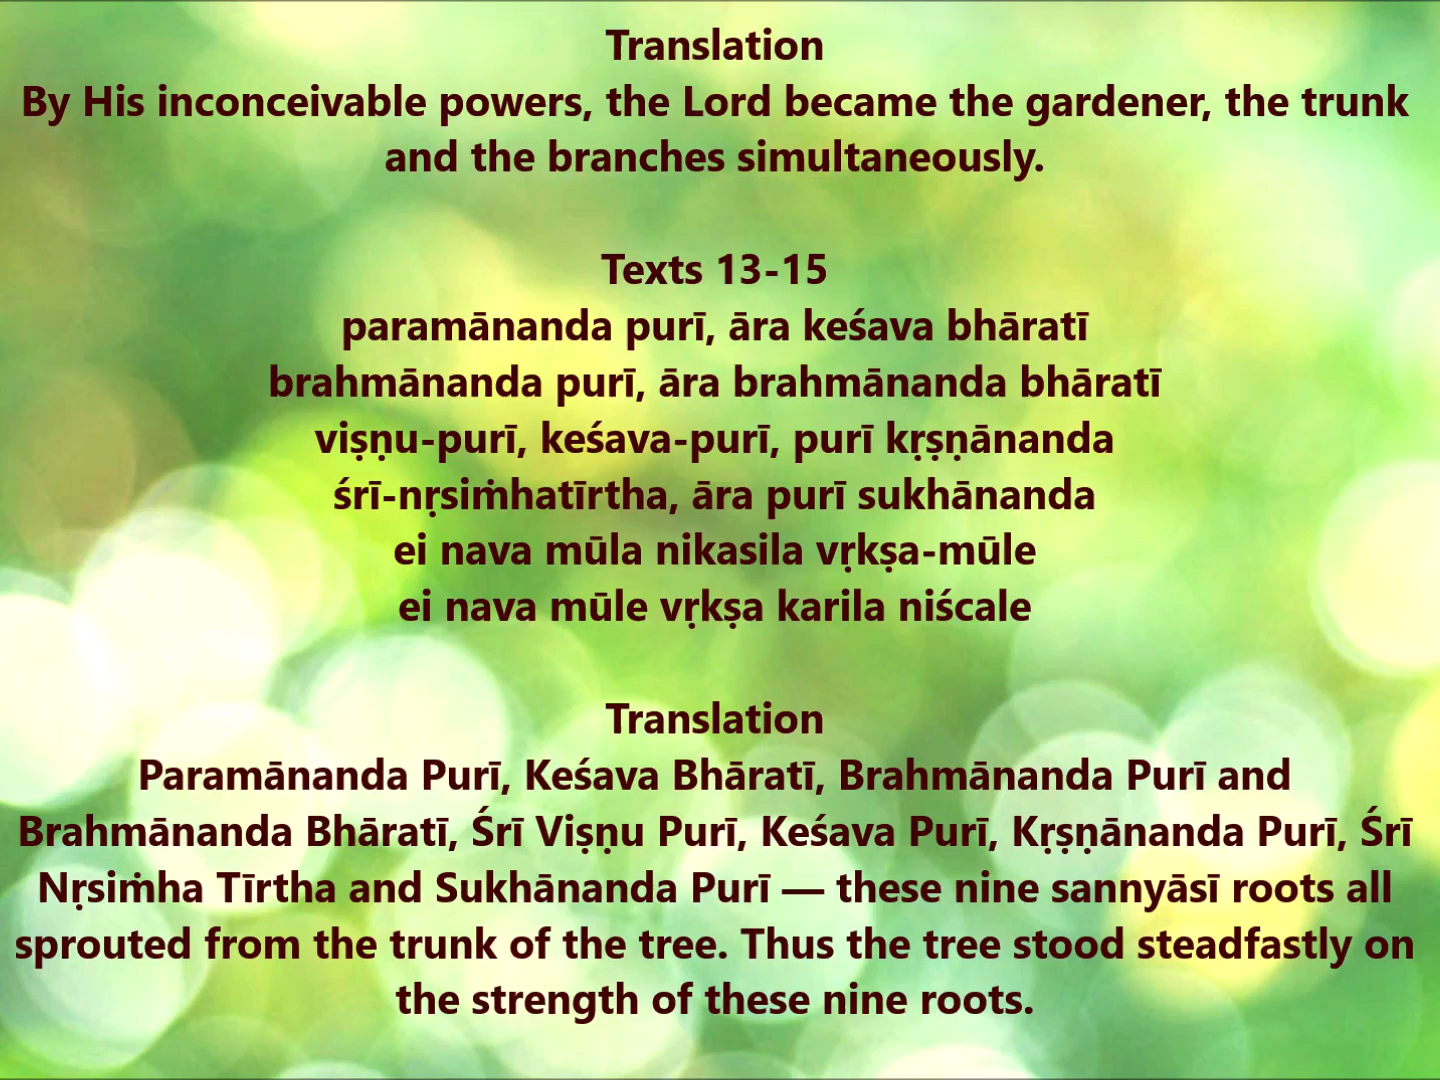 Translation
By His inconceivable powers, the Lord became the gardener, the trunk
and the branches simultaneously.
Texts 13-15
paramānanda purī, āra keśava bhāratī
brahmānanda purī, āra brahmānanda bhāratī
viṣṇu-purī, keśava-purī, purī kṛṣṇānanda
śrī-nṛsiṁhatīrtha, āra purī sukhānanda
ei nava mūla nikasila vṛkṣa-mūle
ei nava mūle vṛkṣa karila niścale
Translation
Paramānanda Purī, Keśava Bhāratī, Brahmānanda Purī and
Brahmānanda Bhāratī, Śrī Viṣṇu Purī, Keśava Purī, Kṛṣṇānanda Purī, Śrī
Nṛsiṁha Tīrtha and Sukhānanda Purī — these nine sannyāsī roots all
sprouted from the trunk of the tree. Thus the tree stood steadfastly on
the strength of these nine roots.